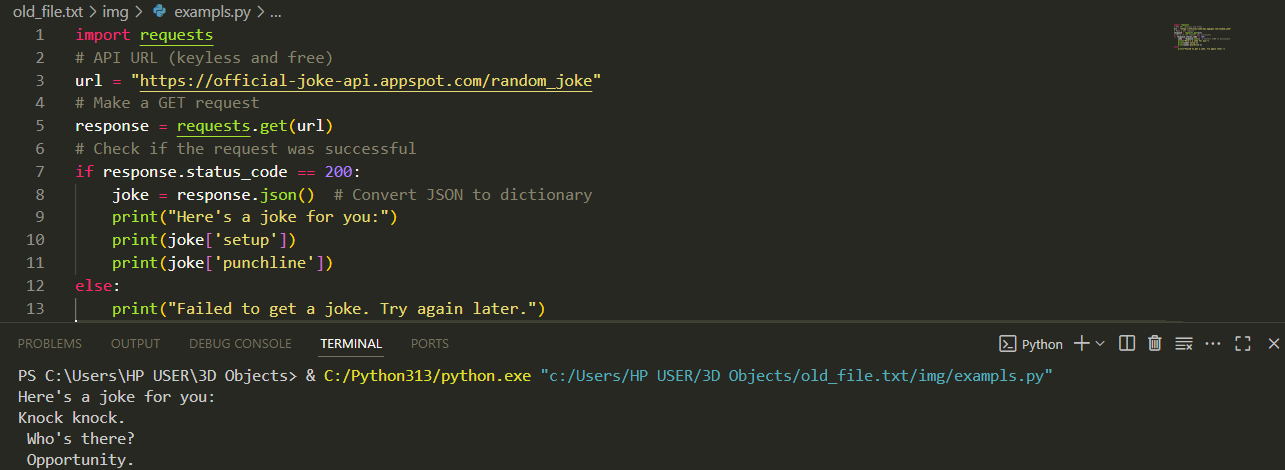 old_file.txt > img > exampls.py > ...
1 import requests
2 # API URL (keyless and free)
3 url = "https://official-joke-api.appspot.com/random_joke"
4 # Make a GET request
5 response = requests.get(url)
6 # Check if the request was successful
7 if response.status_code == 200:
8     joke = response.json()  # Convert JSON to dictionary
9     print("Here's a joke for you:")
10     print(joke['setup'])
11     print(joke['punchline'])
12 else:
13     print("Failed to get a joke. Try again later.")
PROBLEMS OUTPUT DEBUG CONSOLE TERMINAL PORTS Python
PS C:\Users\HP USER\3D Objects> & C:/Python313/python.exe "c:/Users/HP USER/3D Objects/old_file.txt/img/exampls.py"
Here's a joke for you:
Knock knock.
 Who's there?
 Opportunity.